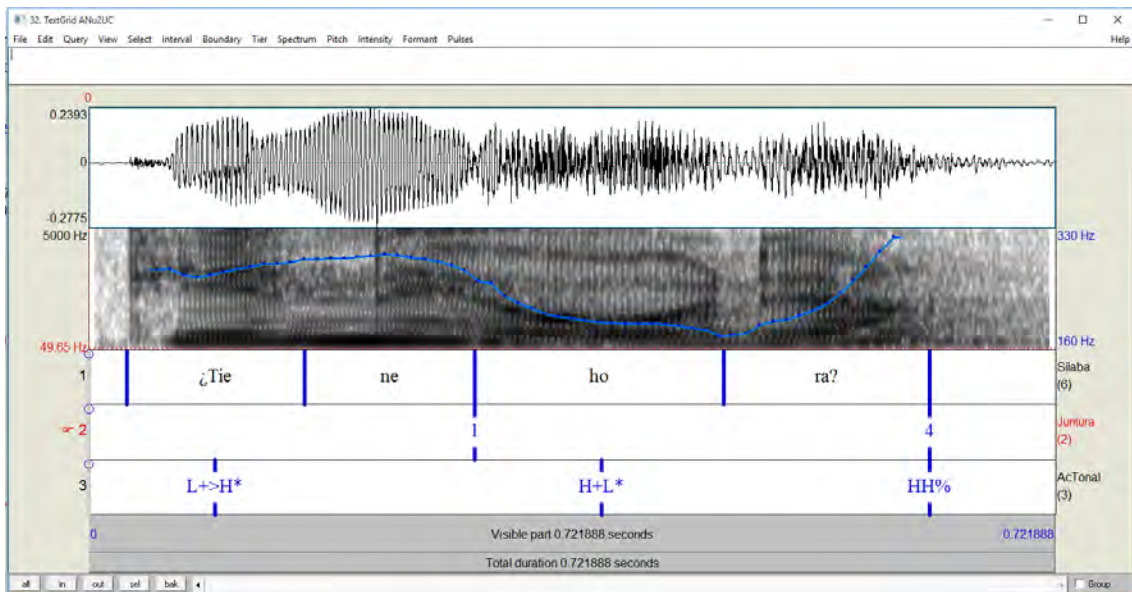 32. TextGrid ANu2UC
File Edit Query View Select Interval Boundary Tier Spectrum Pitch Intensity Formant Pulses Help
0
0.2393
0
-0.2775
5000 Hz 330 Hz
49.65 Hz 160 Hz
1 ¿Tie ne ho ra? Sílaba
(6)
2 1 4 Juntura
(2)
3 L+>H* H+L* HH% AcTonal
(3)
0 Visible part 0.721888 seconds 0.721888
Total duration 0.721888 seconds
all in out sel bak Group